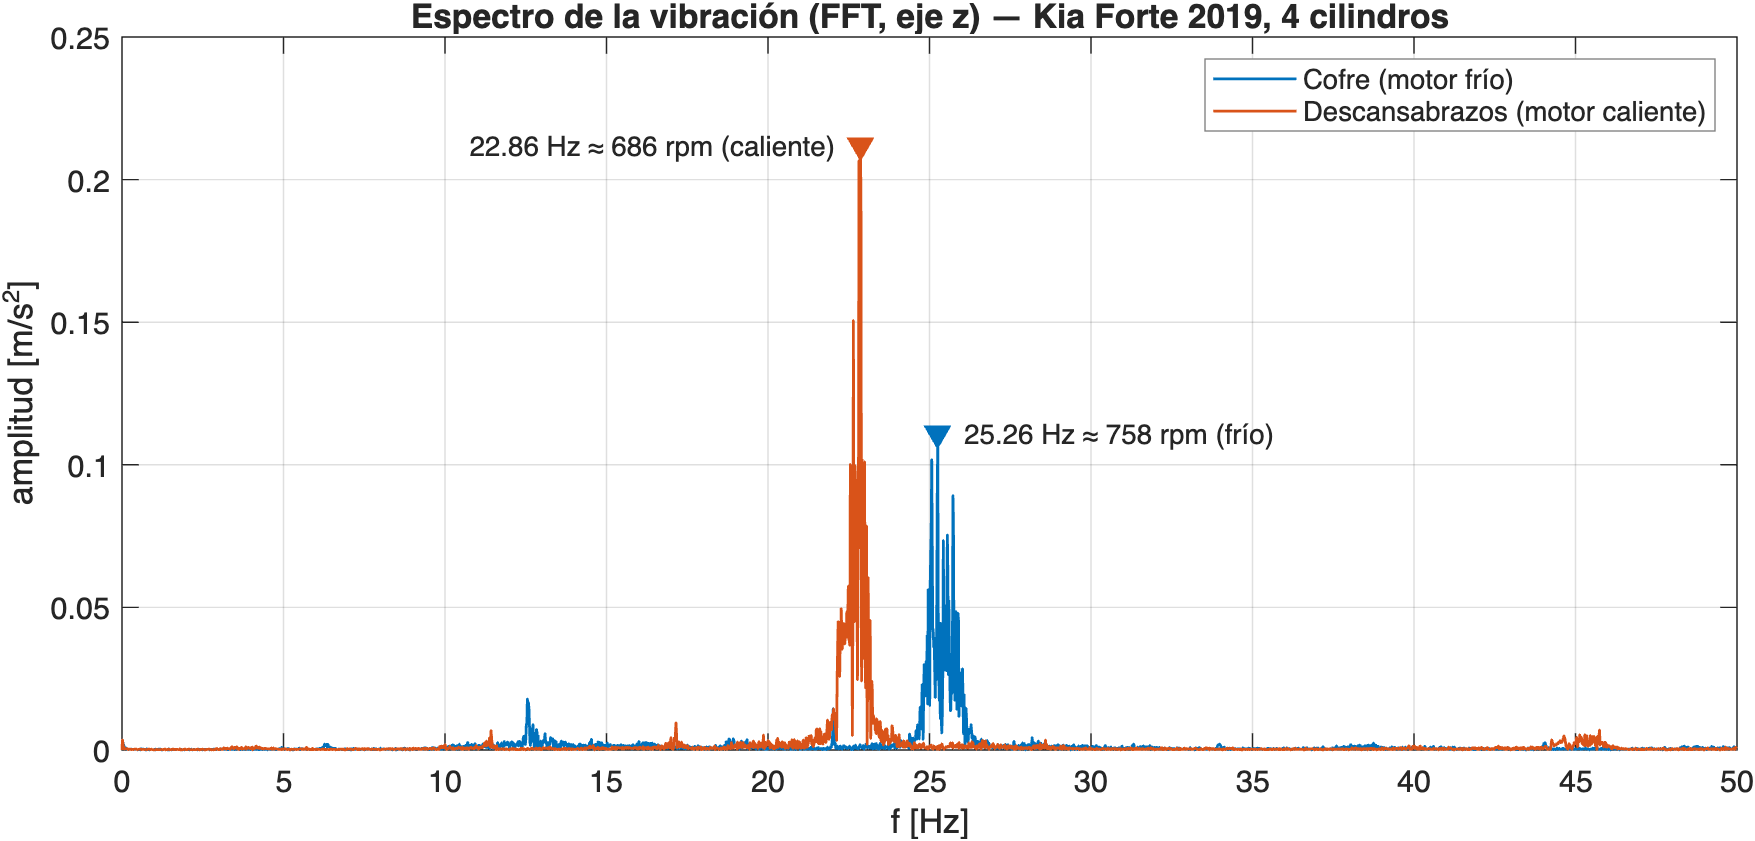 Espectro de la vibración (FFT, eje z) — Kia Forte 2019, 4 cilindros
Cofre (motor frío)
Descansabrazos (motor caliente)
22.86 Hz ≈ 686 rpm (caliente)
25.26 Hz ≈ 758 rpm (frío)
amplitud [m/s²]
0.25
0.2
0.15
0.1
0.05
0
0 5 10 15 20 25 30 35 40 45 50
f [Hz]